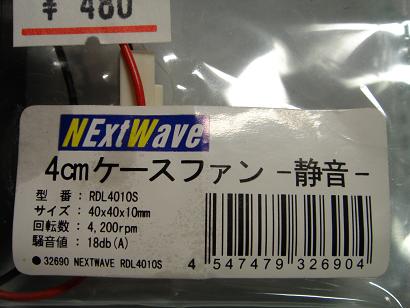 ¥ 480
NExtWave
4cmケースファン -静音-
型 番 : RDL4010S
サイズ : 40x40x10mm
回転数 : 4,200rpm
騒音値 : 18db(A)
● 32690 NEXTWAVE RDL4010S
4 547479 326904